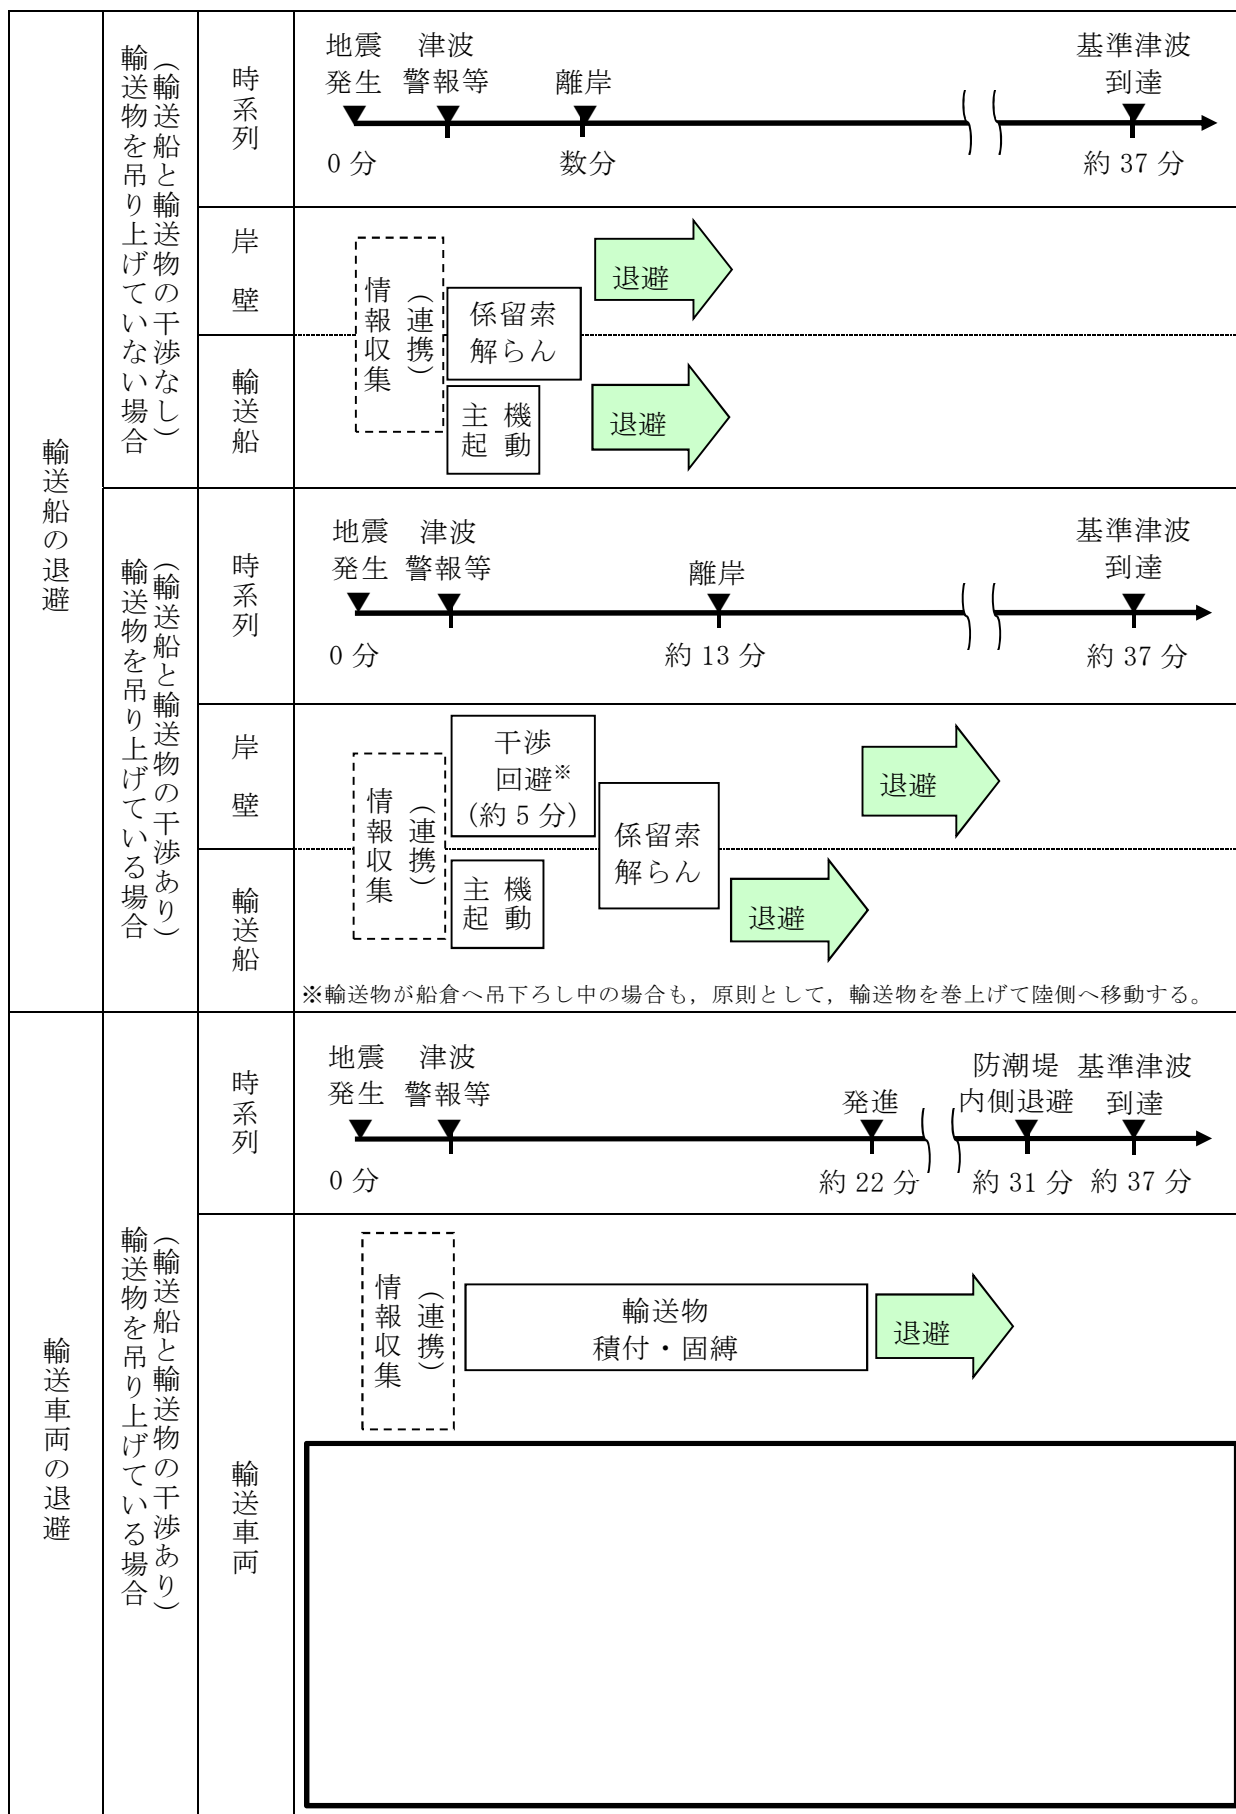 輸送船の退避
輸送物を吊り上げていない場合
（輸送船と輸送物の干渉なし）
時系列
地震
発生
津波
警報等
離岸
基準津波
到達
0 分
数分
約 37 分
岸壁
輸送船
情報収集
（連携）
係留索
解らん
主機
起動
退避
退避
輸送物を吊り上げている場合
（輸送船と輸送物の干渉あり）
時系列
地震
発生
津波
警報等
離岸
基準津波
到達
0 分
約 13 分
約 37 分
岸壁
輸送船
情報収集
（連携）
干渉
回避※
(約 5 分)
主機
起動
係留索
解らん
退避
退避
※輸送物が船倉へ吊下ろし中の場合も，原則として，輸送物を巻上げて陸側へ移動する。
輸送車両の退避
輸送物を吊り上げている場合
（輸送船と輸送物の干渉あり）
時系列
地震
発生
津波
警報等
発進
防潮堤
内側退避
基準津波
到達
0 分
約 22 分
約 31 分
約 37 分
輸送車両
情報収集
（連携）
輸送物
積付・固縛
退避